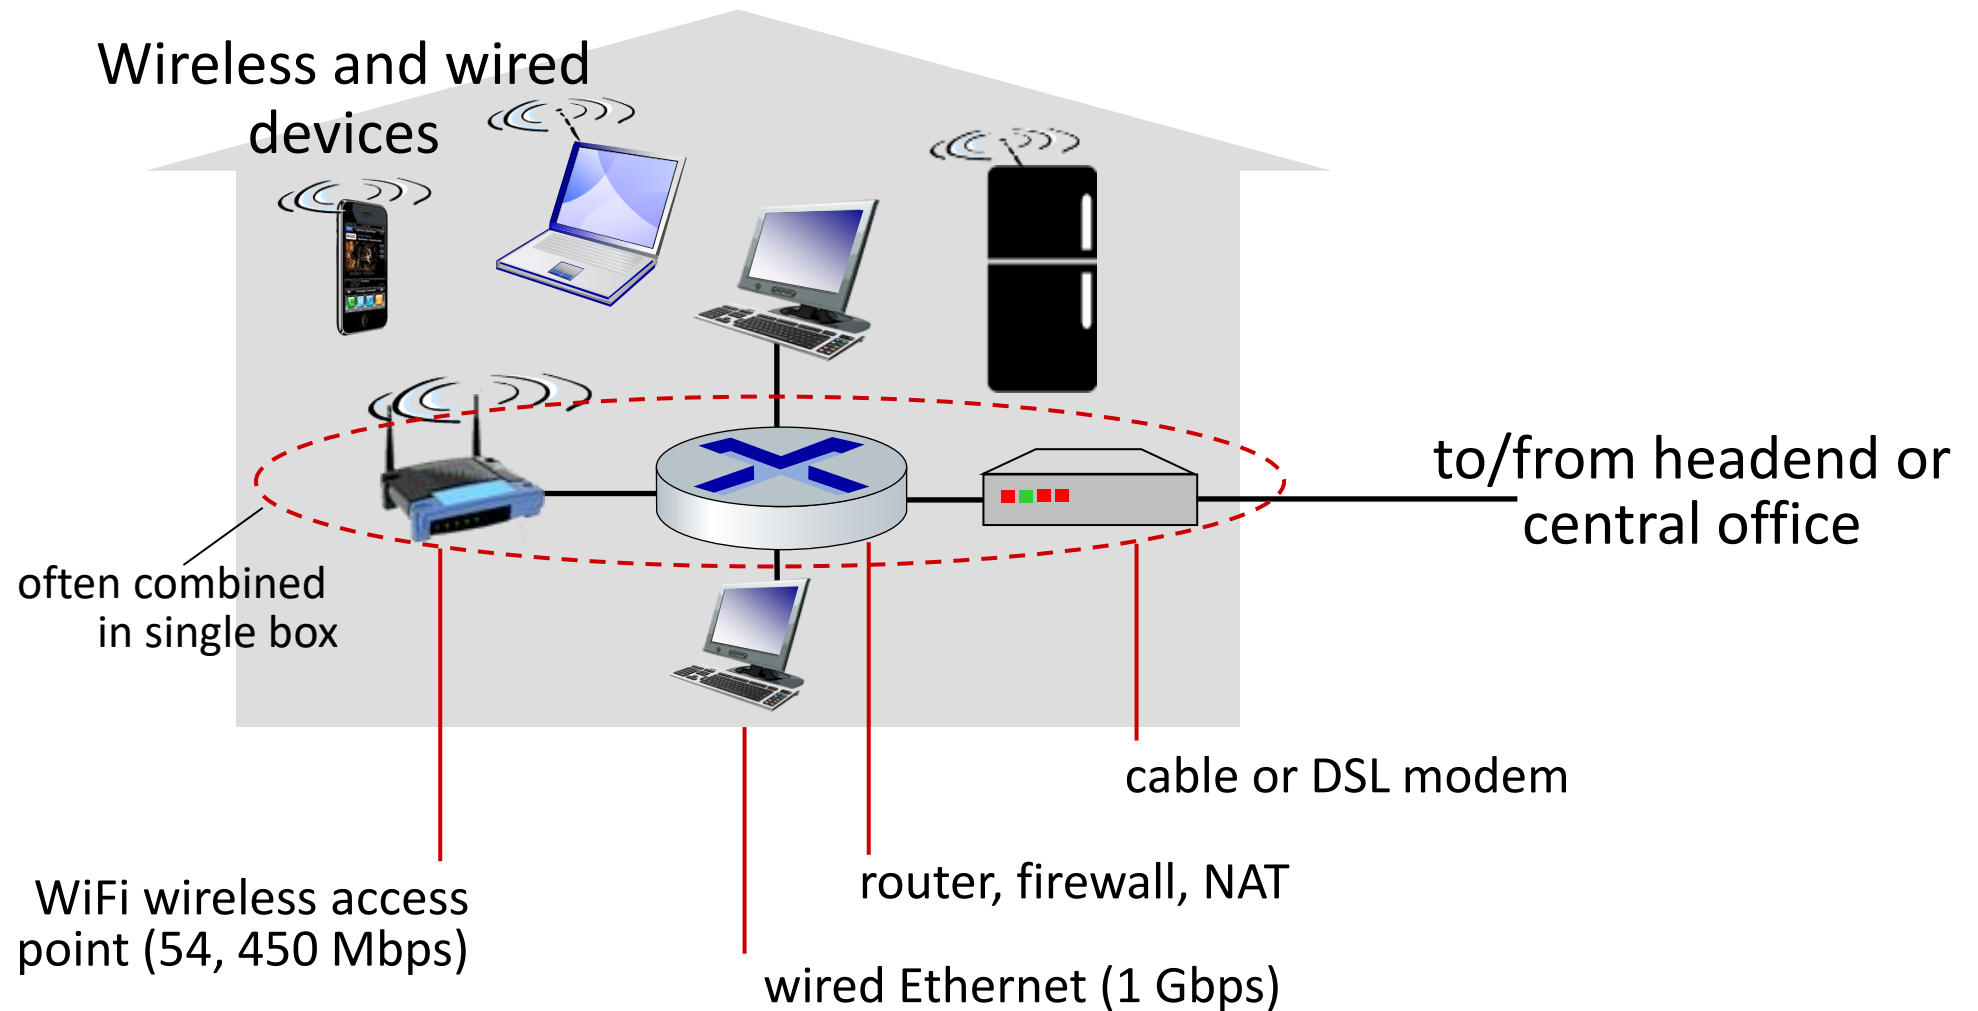 Wireless and wired
devices
to/from headend or
central office
often combined
in single box
cable or DSL modem
router, firewall, NAT
WiFi wireless access
point (54, 450 Mbps)
wired Ethernet (1 Gbps)